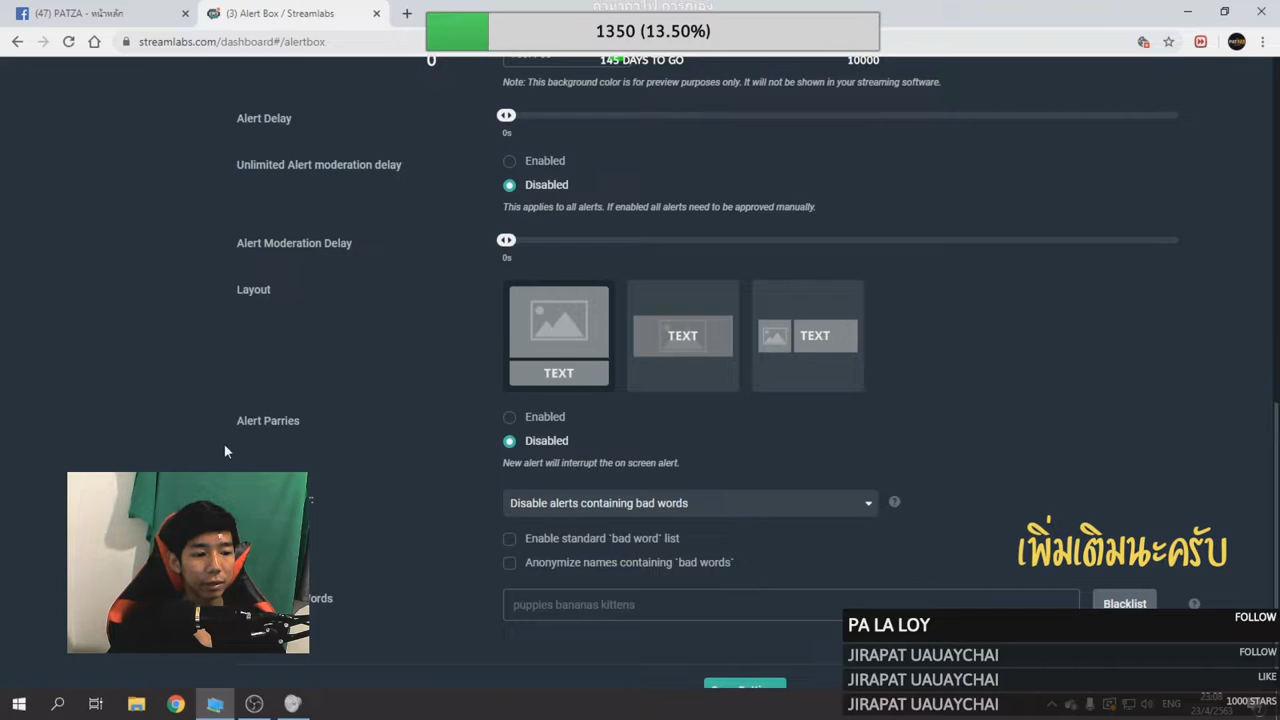 (47) PATZA - หน้าหลัก
(3) Alert Box / Streamlabs
1350 (13.50%)
streamlabs.com/dashboard#/alertbox
0
145 DAYS TO GO
10000
Note: This background color is for preview purposes only. It will not be shown in your streaming software.
Alert Delay
0s
Unlimited Alert moderation delay
Enabled
Disabled
This applies to all alerts. If enabled all alerts need to be approved manually.
Alert Moderation Delay
0s
Layout
TEXT
TEXT
TEXT
Alert Parries
Enabled
Disabled
New alert will interrupt the on screen alert.
Disable alerts containing bad words
Enable standard `bad word` list
Anonymize names containing `bad words`
เพิ่มเติมนะครับ
puppies bananas kittens
Blacklist
PA LA LOY FOLLOW
JIRAPAT UAUAYCHAI FOLLOW
JIRAPAT UAUAYCHAI LIKE
JIRAPAT UAUAYCHAI 1000 STARS
ENG
23:08
23/4/2563